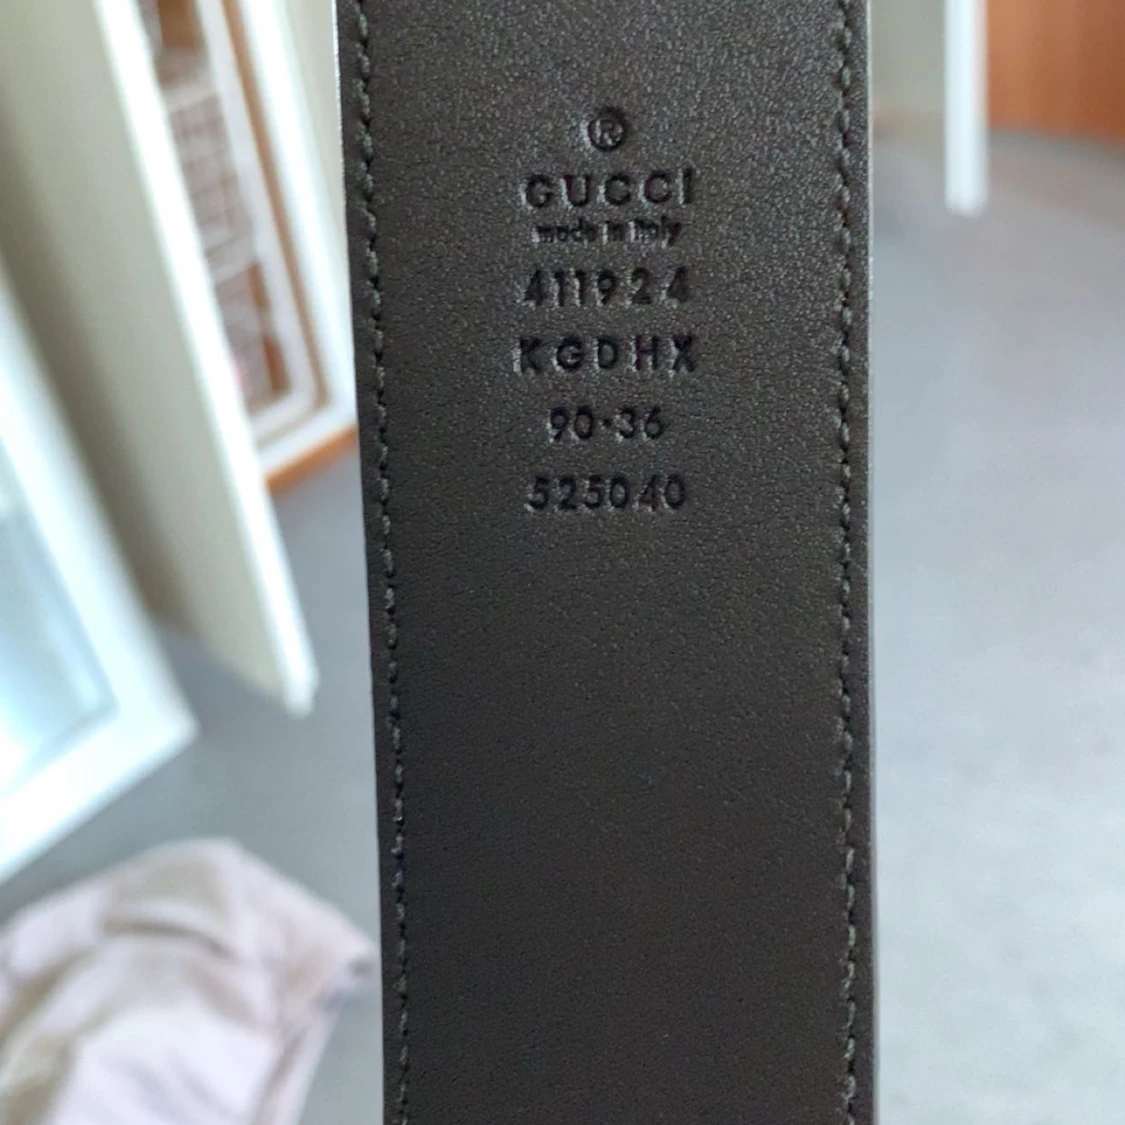 ®
GUCCI
made in italy
411924
KGDHX
90·36
525040